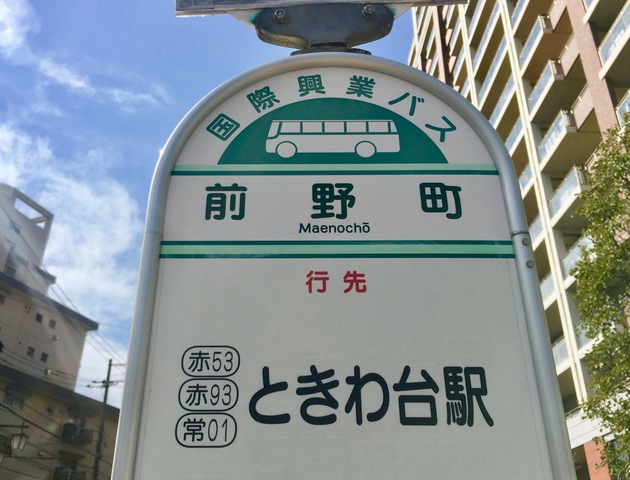 国際興業バス
前野町
Maenochō
行先
赤53
赤93
常01
ときわ台駅